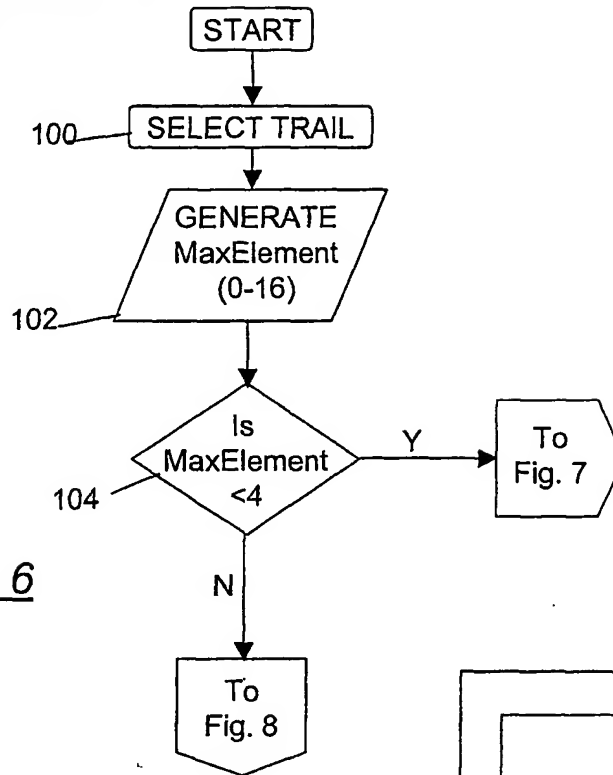 START
100
SELECT TRAIL
GENERATE
MaxElement
(0-16)
102
Is
MaxElement
<4
Y
To
Fig. 7
104
6
N
To
Fig. 8